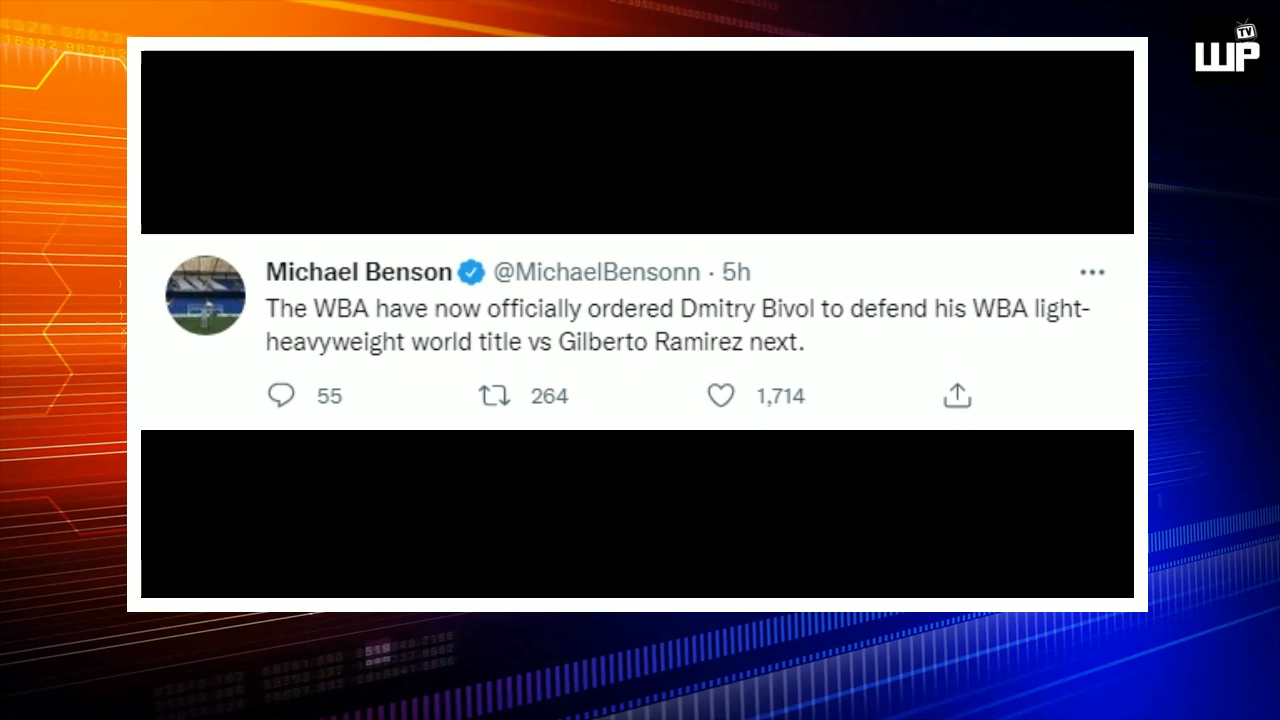 TV
WP
Michael Benson @MichaelBensonn · 5h
The WBA have now officially ordered Dmitry Bivol to defend his WBA light-
heavyweight world title vs Gilberto Ramirez next.
55 264 1,714